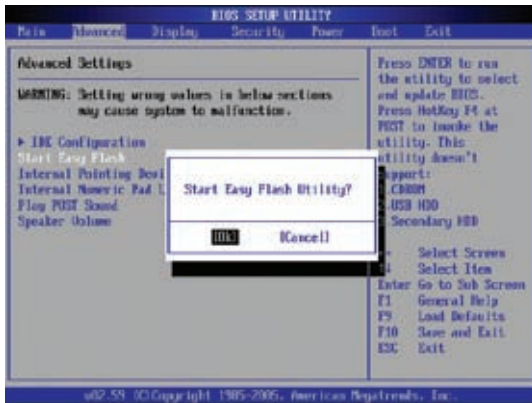 BIOS SETUP UTILITY
Main Advanced Display Security Power Boot Exit
Advanced Settings
WARNING: Setting wrong values in below sections
may cause system to malfunction.
IDE Configuration
Start Easy Flash
Internal Pointing
Internal Numeric Pad
Play POST Sound
Speaker Volume
Start Easy Flash Utility?
[Ok] [Cancel]
Press ENTER to run
the utility to select
and update BIOS.
Press HotKey F4 at
POST to invoke the
utility. This
utility doesn't
CDROM
USB HDD
Secondary HDD
Select Screen
Select Item
Enter Go to Sub Screen
F1 General Help
F9 Load Defaults
F10 Save and Exit
ESC Exit
v02.59 (C)Copyright 1985-2005, American Megatrends, Inc.